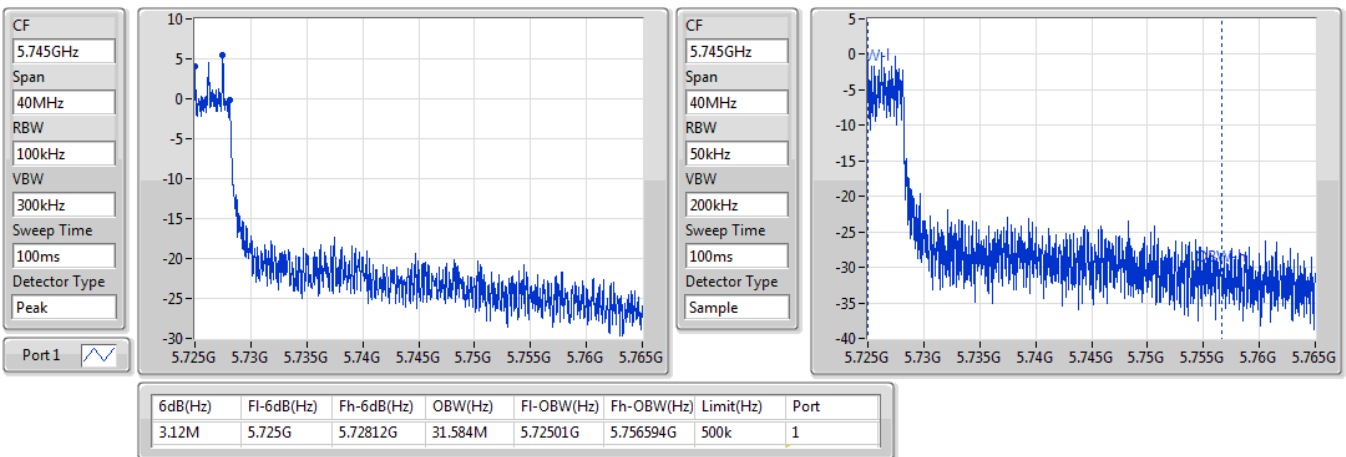 CF
5.745GHz
Span
40MHz
RBW
100kHz
VBW
300kHz
Sweep Time
100ms
Detector Type
Peak
Port 1
10
5
0
-5
-10
-15
-20
-25
-30
5.725G 5.73G 5.735G 5.74G 5.745G 5.75G 5.755G 5.76G 5.765G
CF
5.745GHz
Span
40MHz
RBW
50kHz
VBW
200kHz
Sweep Time
100ms
Detector Type
Sample
5
0
-5
-10
-15
-20
-25
-30
-35
-40
5.725G 5.73G 5.735G 5.74G 5.745G 5.75G 5.755G 5.76G 5.765G
6dB(Hz) Fl-6dB(Hz) Fh-6dB(Hz) OBW(Hz) Fl-OBW(Hz) Fh-OBW(Hz) Limit(Hz) Port
3.12M 5.725G 5.72812G 31.584M 5.72501G 5.756594G 500k 1